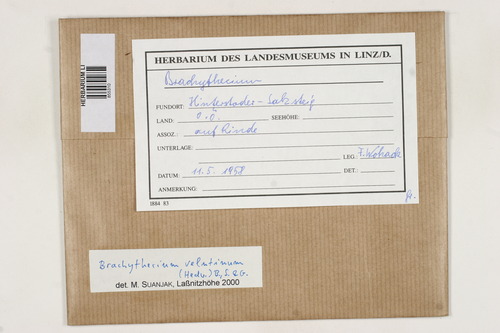 HERBARIUM LI
HERBARIUM DES LANDESMUSEUMS IN LINZ/D.
Brachythecium
FUNDORT: Hinterstoder - Salzsteig
LAND: O.Ö. SEEHÖHE:
ASSOZ.: auf Rinde
UNTERLAGE:
LEG.
DATUM: 11.5.1958 DET.:
ANMERKUNG:
1884 83
Brachythecium velutinum
(Hedw.) B., S. & G.
det. M. SUANJAK, Laßnitzhöhe 2000